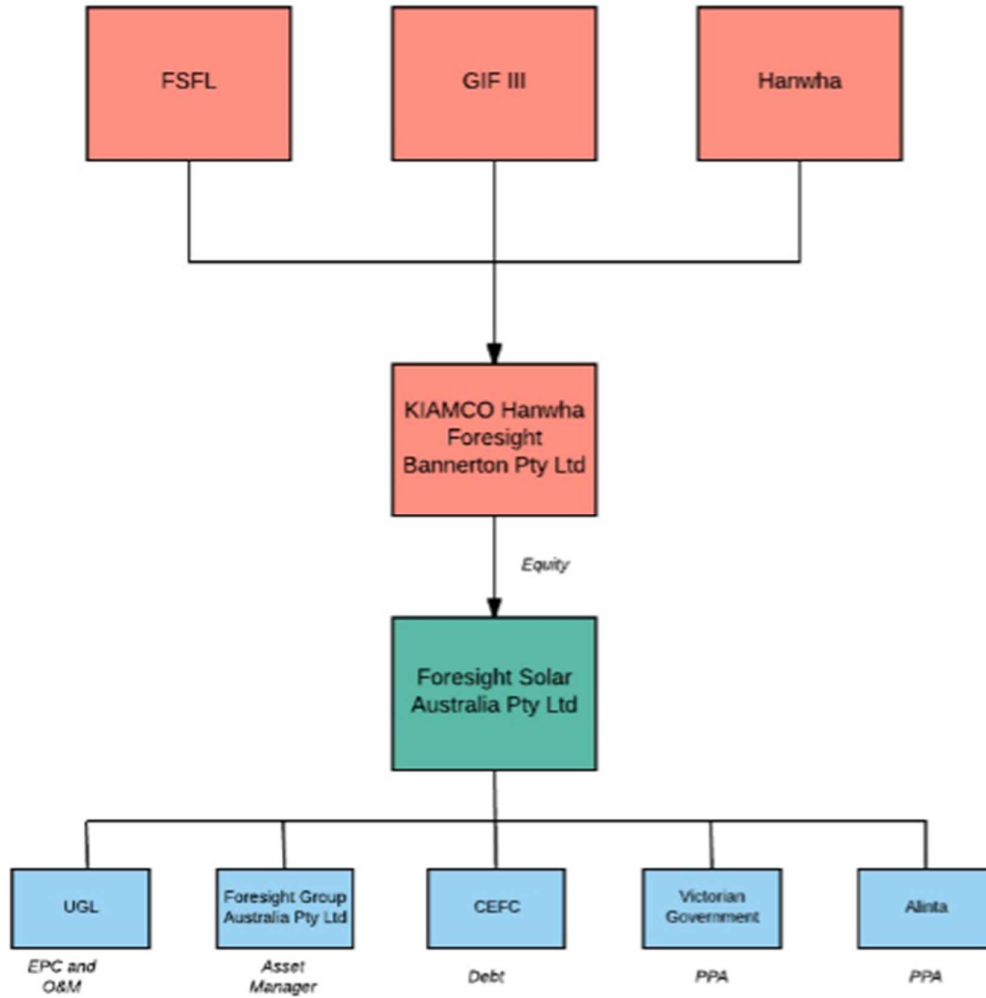 FSFL
GIF III
Hanwha
KIAMCO Hanwha
Foresight
Bannerton Pty Ltd
Equity
Foresight Solar
Australia Pty Ltd
UGL
Foresight Group
Australia Pty Ltd
CEFC
Victorian
Government
Alinta
EPC and
O&M
Asset
Manager
Debt
PPA
PPA